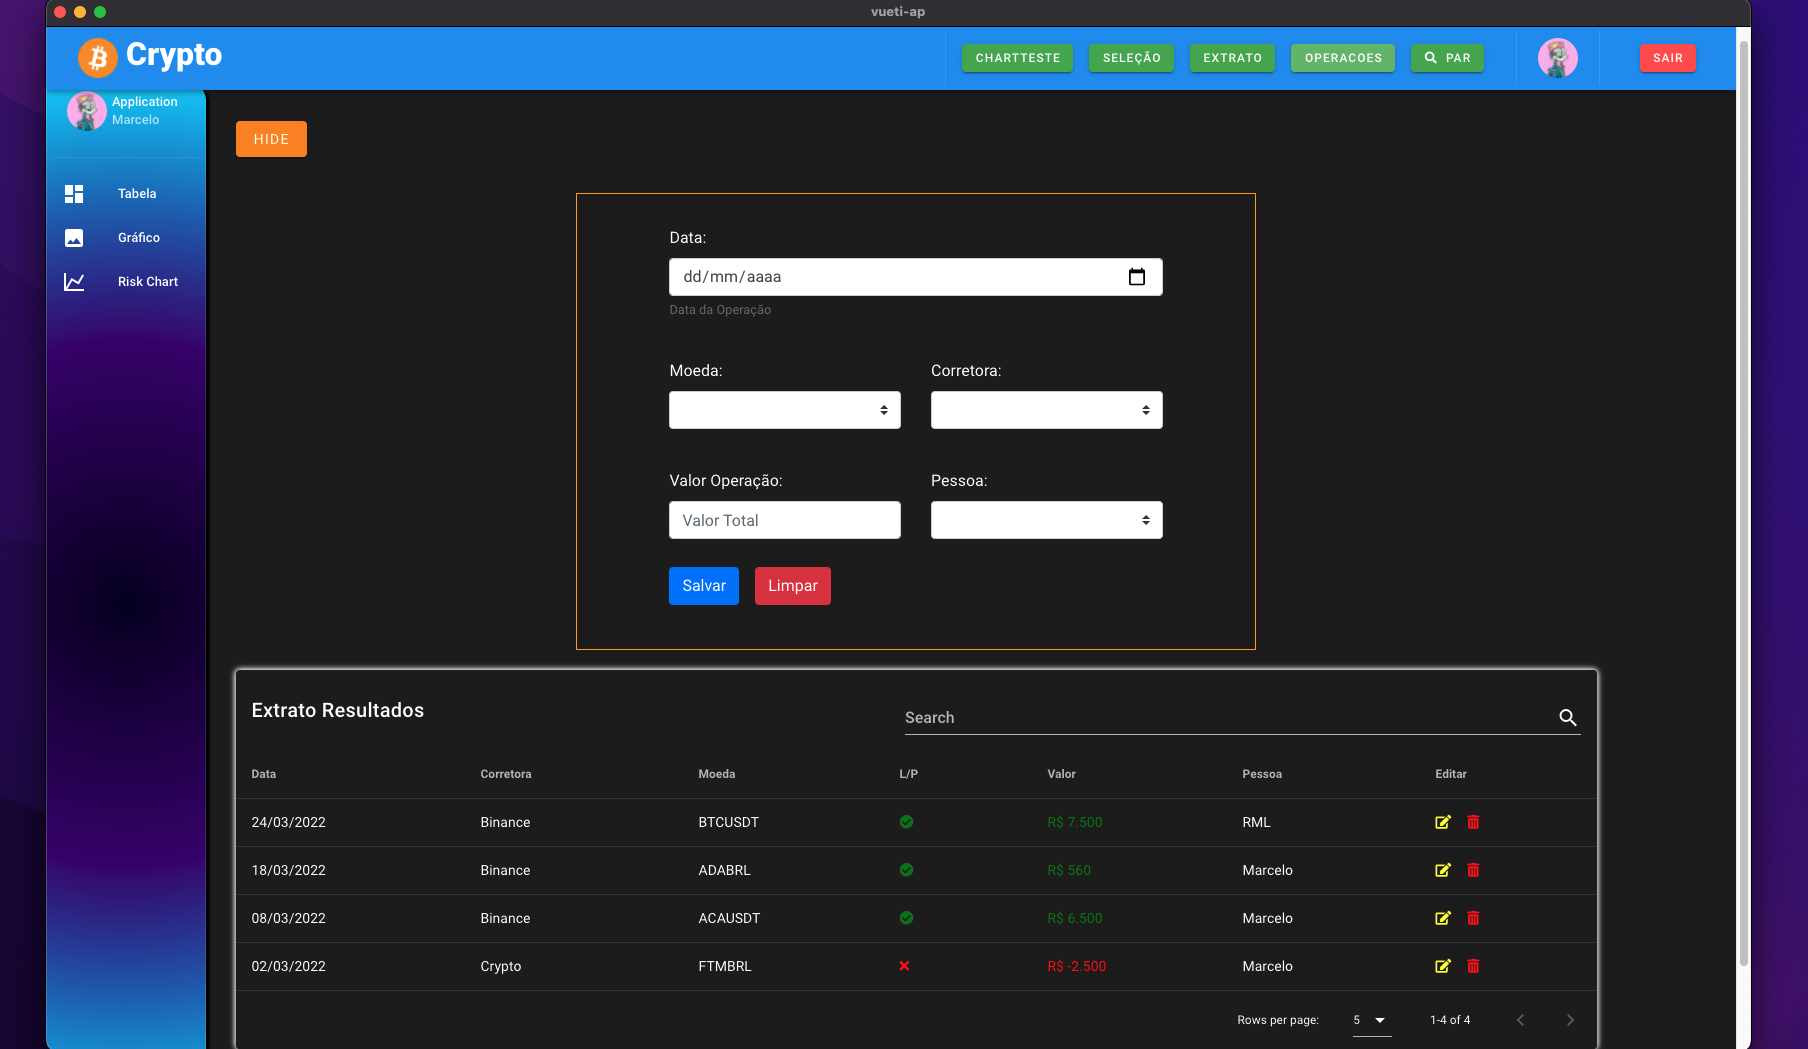 vueti-ap
Crypto
CHARTTESTE SELEÇÃO EXTRATO OPERACOES PAR SAIR
Application
Marcelo
Tabela
Gráfico
Risk Chart
HIDE
Data:
dd/mm/aaaa
Data da Operação
Moeda: Corretora:
Valor Operação: Pessoa:
Valor Total
Salvar Limpar
Extrato Resultados
Search
Data Corretora Moeda L/P Valor Pessoa Editar
24/03/2022 Binance BTCUSDT R$ 7.500 RML
18/03/2022 Binance ADABRL R$ 560 Marcelo
08/03/2022 Binance ACAUSDT R$ 6.500 Marcelo
02/03/2022 Crypto FTMBRL R$ -2.500 Marcelo
Rows per page: 5 1-4 of 4